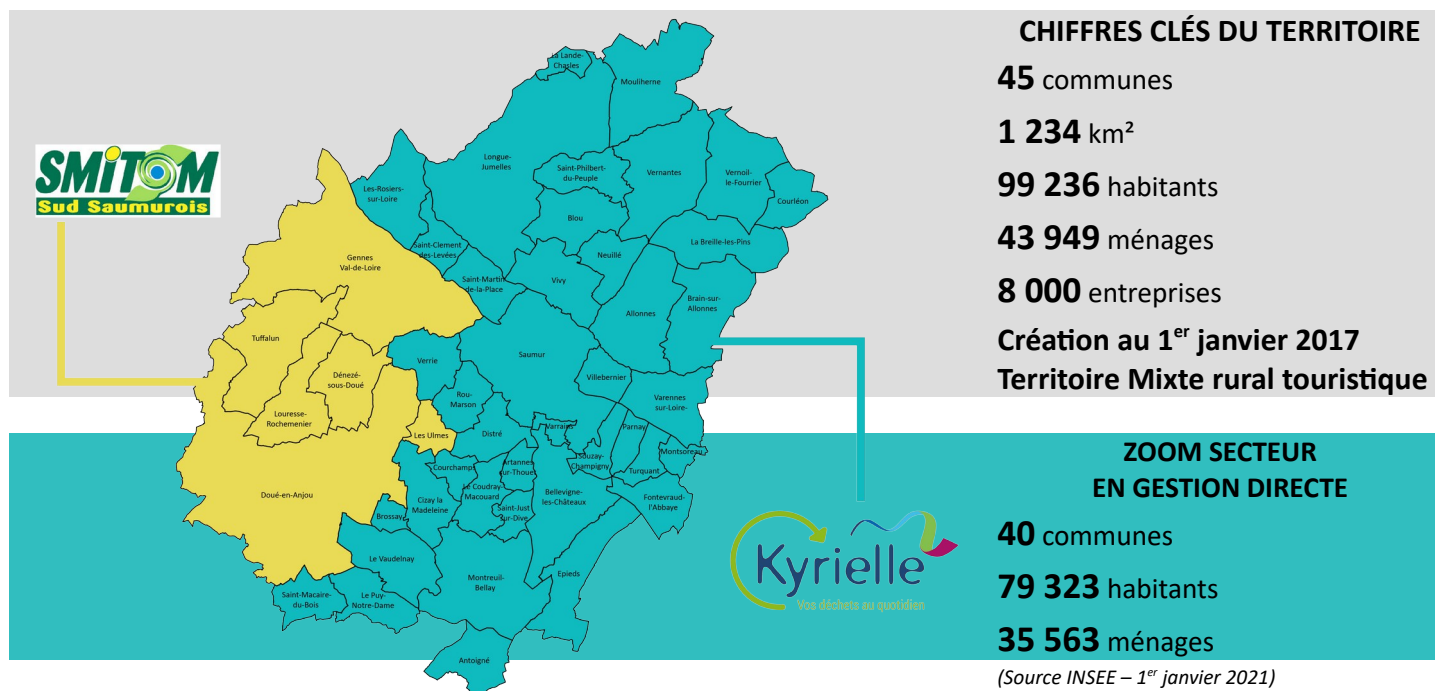 CHIFFRES CLÉS DU TERRITOIRE
45 communes
1 234 km²
99 236 habitants
43 949 ménages
8 000 entreprises
Création au 1er janvier 2017
Territoire Mixte rural touristique
SMITOM
Sud Saumurois
La Lande-
Chasles
Mouliherne
Longue-
Jumelles
Saint-Philbert-
du-Peuple
Vernantes
Vernoil-
le-Fourrier
Courléon
Les-Rosiers-
sur-Loire
Blou
La Breille-les-Pins
Saint-Clement
des-Levées
Neuillé
Gennes
Val-de-Loire
Saint-Martin
de-la-Place
Vivy
Brain-sur-
Allonnes
Allonnes
Tuffalun
Verrie
Saumur
Dénezé-
sous-Doué
Villebernier
Rou-
Marson
Varennes
sur-Loire-
Louresse-
Rochemenier
Les Ulmes
Distré
Varrains
Parnay
Montsoreau
Souzay-
Champigny
Turquant
Courchamps
Artannes
sur-Thouet
Doué-en-Anjou
Cizay la
Madeleine
Le Coudray-
Macouard
Bellevigne-
les-Châteaux
Fontevraud-
l'Abbaye
Saint-Just
sur-Dive
Brossay
Le Vaudelnay
Montreuil-
Bellay
Epieds
Saint-Macaire-
du-Bois
Le Puy-
Notre-Dame
Antoigné
Kyrielle
Vos déchets au quotidien
ZOOM SECTEUR
EN GESTION DIRECTE
40 communes
79 323 habitants
35 563 ménages
(Source INSEE – 1er janvier 2021)